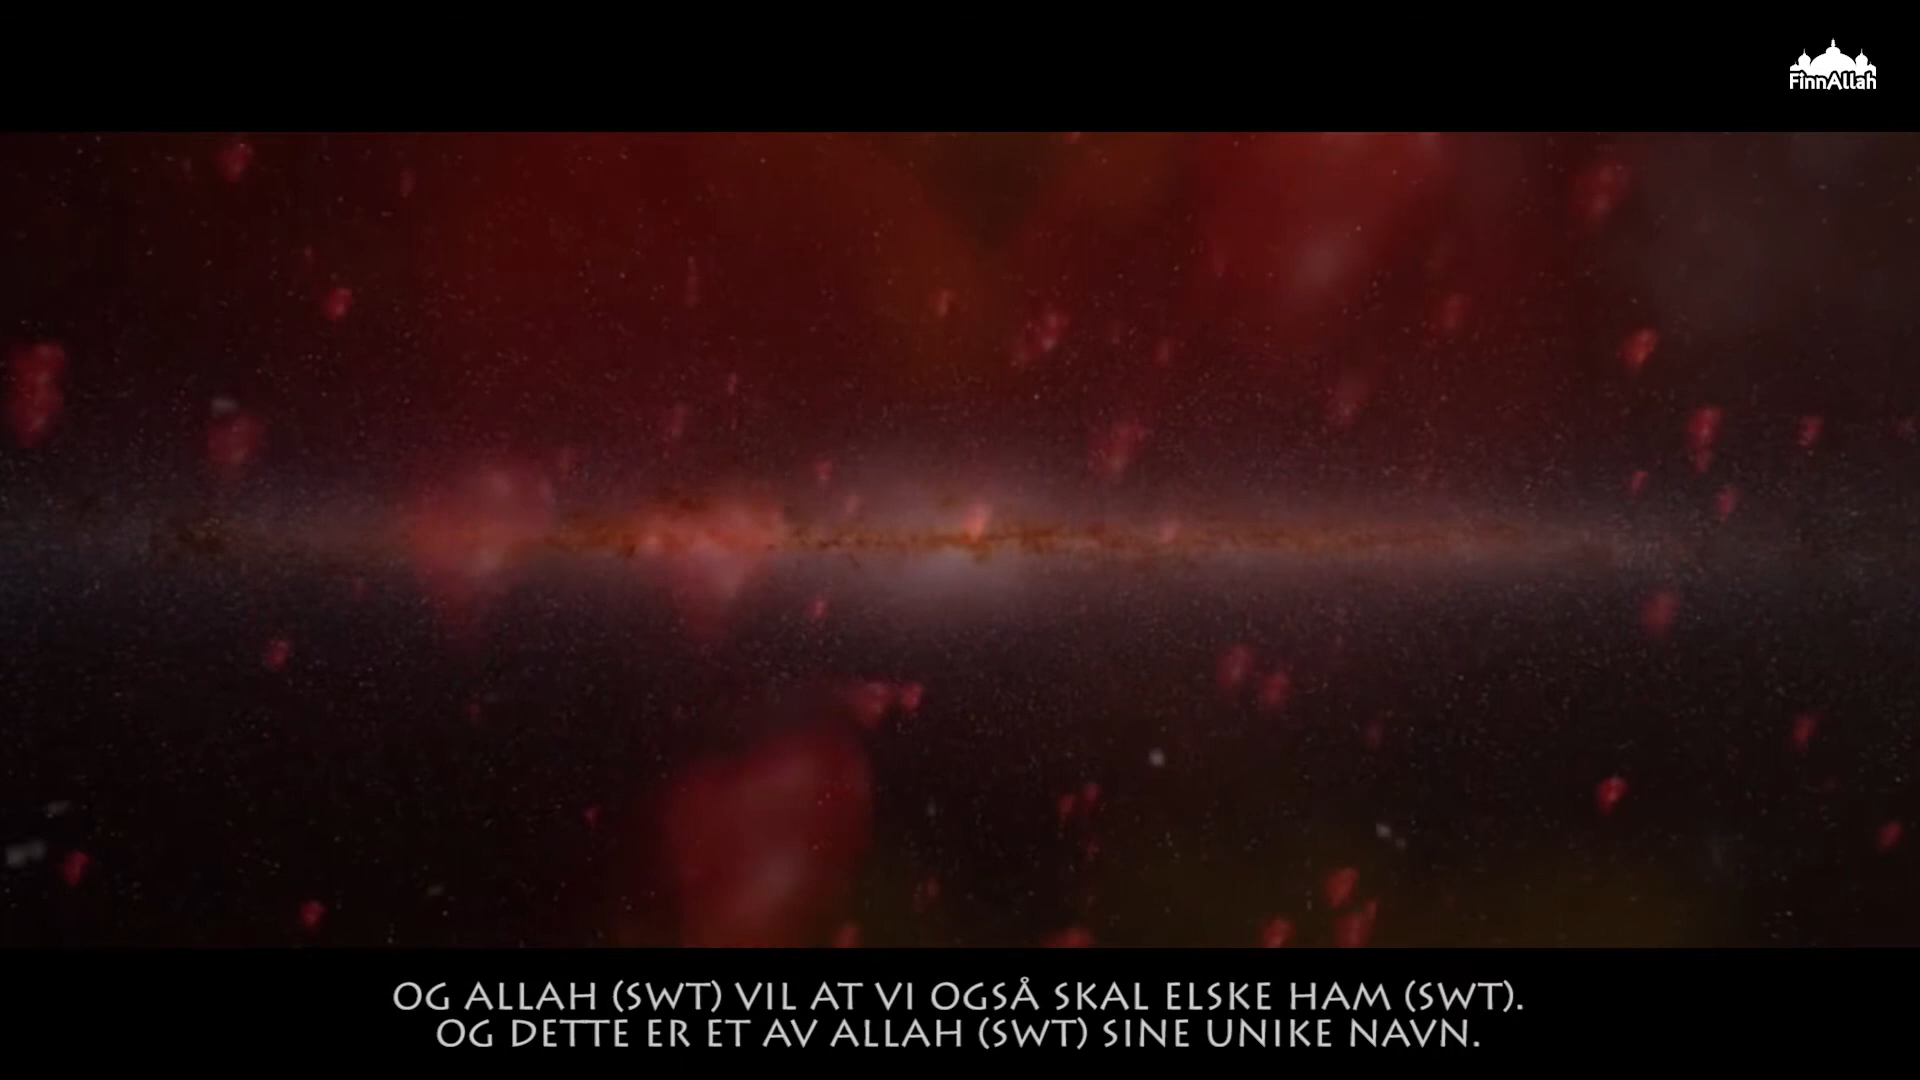 FinnAllah
OG ALLAH (SWT) VIL AT VI OGSÅ SKAL ELSKE HAM (SWT).
OG DETTE ER ET AV ALLAH (SWT) SINE UNIKE NAVN.